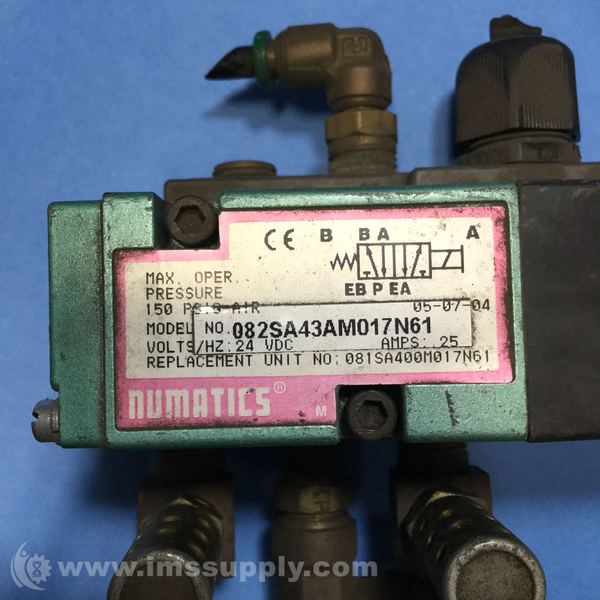 CE B B A A
MAX. OPER.
PRESSURE
EB P EA
150 PSIG-AIR 05-07-04
MODEL NO. 082SA43AM017N61
VOLTS/HZ: 24 VDC AMPS: .25
REPLACEMENT UNIT NO: 081SA400M017N61
NUMATICS®
M
www.imssupply.com